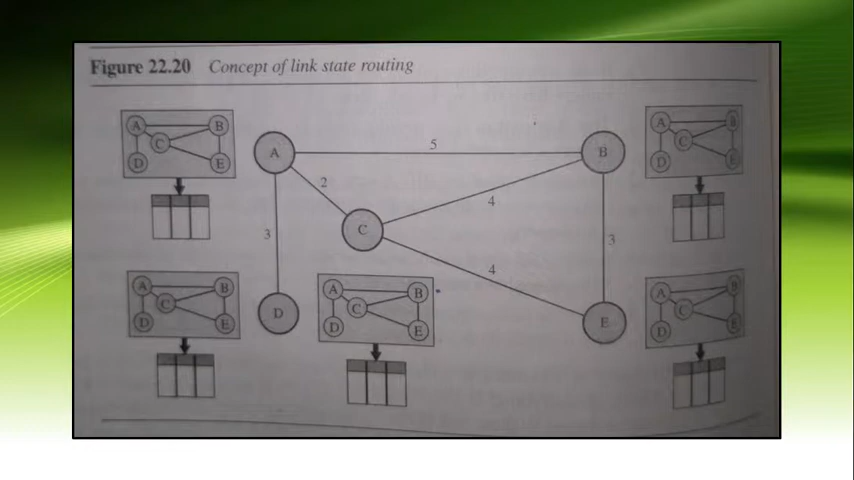 Figure 22.20 Concept of link state routing
A B C D E
A B C D E
A 5 B
2
4
C
3
3
4
D
E
A B C D E
A B C D E
A B C D E